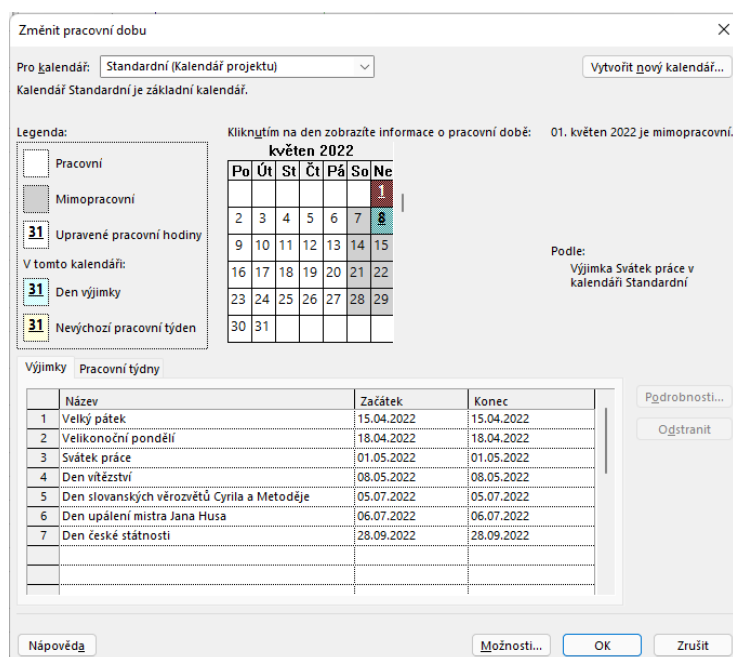 Změnit pracovní dobu
Pro kalendář: Standardní (Kalendář projektu) Vytvořit nový kalendář...
Kalendář Standardní je základní kalendář.
Legenda: Kliknutím na den zobrazíte informace o pracovní době: 01. květen 2022 je mimopracovní.
Pracovní
Mimopracovní
31 Upravené pracovní hodiny
V tomto kalendáři:
31 Den výjimky
31 Nevýchozí pracovní týden
květen 2022
Po Út St Čt Pá So Ne
1
2 3 4 5 6 7 8
9 10 11 12 13 14 15
16 17 18 19 20 21 22
23 24 25 26 27 28 29
30 31
Podle:
Výjimka Svátek práce v
kalendáři Standardní
Výjimky Pracovní týdny
Název Začátek Konec
1 Velký pátek 15.04.2022 15.04.2022
2 Velikonoční pondělí 18.04.2022 18.04.2022
3 Svátek práce 01.05.2022 01.05.2022
4 Den vítězství 08.05.2022 08.05.2022
5 Den slovanských věrozvětů Cyrila a Metoděje 05.07.2022 05.07.2022
6 Den upálení mistra Jana Husa 06.07.2022 06.07.2022
7 Den české státnosti 28.09.2022 28.09.2022
Podrobnosti...
Odstranit
Nápověda Možnosti... OK Zrušit